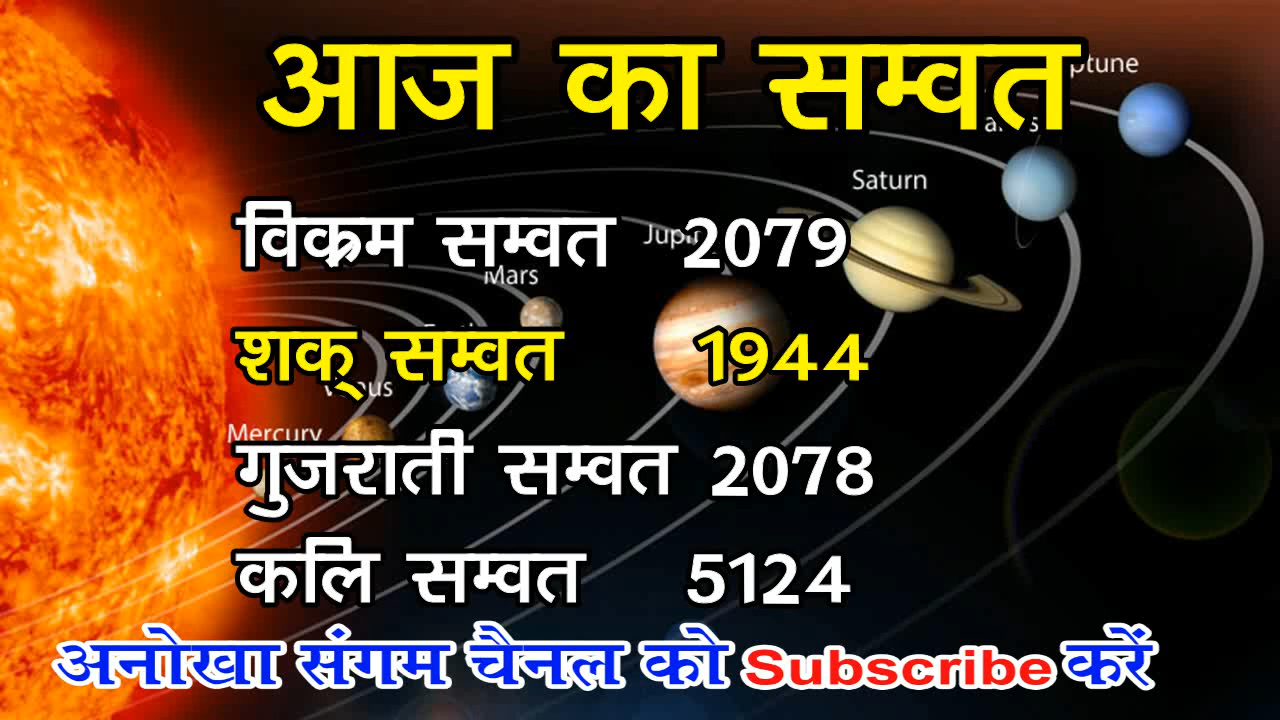 आज का सम्वत
Saturn
विक्रम सम्वत 2079
Mars
शक् सम्वत 1944
Mercury
गुजराती सम्वत 2078
कलि सम्वत 5124
अनोखा संगम चैनल को Subscribe करें